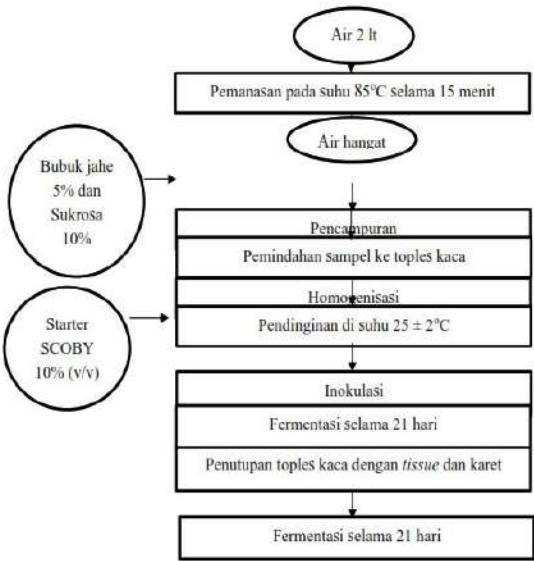 Air 2 lt
Pemanasan pada suhu 85°C selama 15 menit
Air hangat
Bubuk jahe
5% dan
Sukrosa
10%
Pencampuran
Pemindahan sampel ke toples kaca
Homogenisasi
Pendinginan di suhu 25 ± 2°C
Starter
SCOBY
10% (v/v)
Inokulasi
Fermentasi selama 21 hari
Penutupan toples kaca dengan tissue dan karet
Fermentasi selama 21 hari